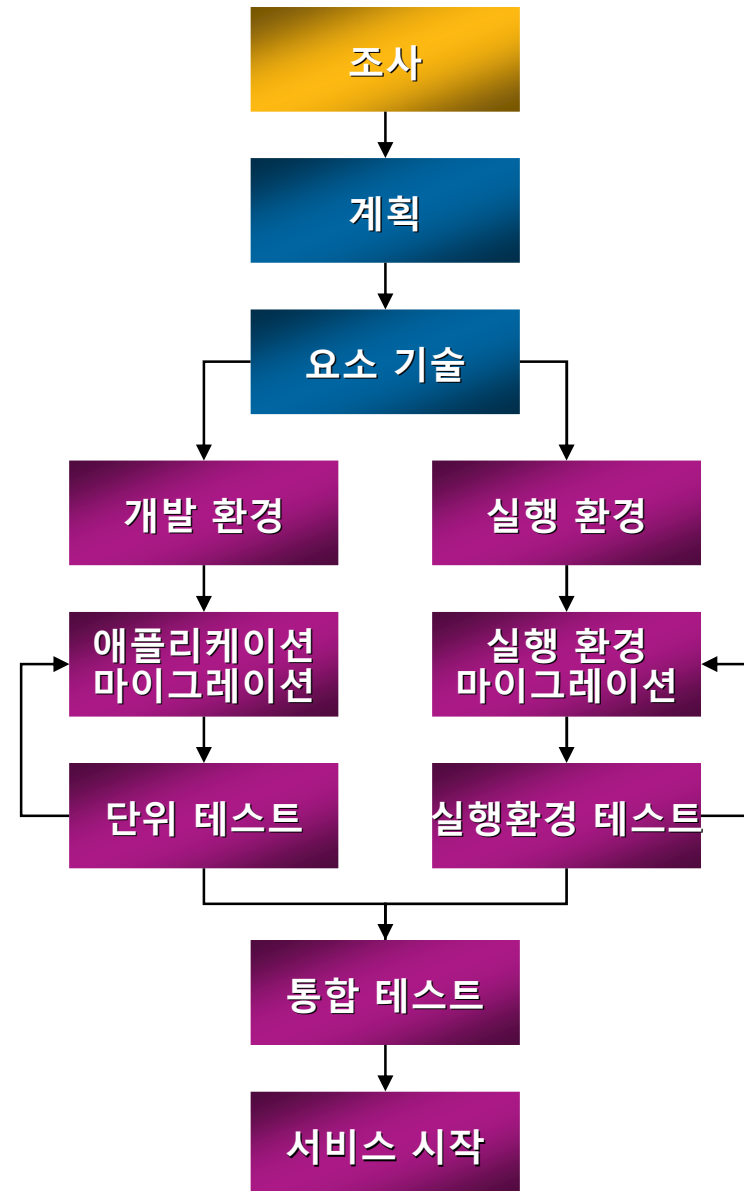 조사
계획
요소 기술
개발 환경
실행 환경
애플리케이션
마이그레이션
실행 환경
마이그레이션
단위 테스트
실행환경 테스트
통합 테스트
서비스 시작